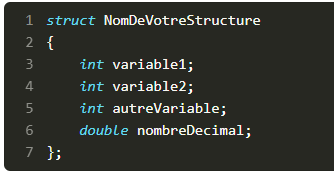 1 struct NomDeVotreStructure
2 {
3     int variable1;
4     int variable2;
5     int autreVariable;
6     double nombreDecimal;
7 };